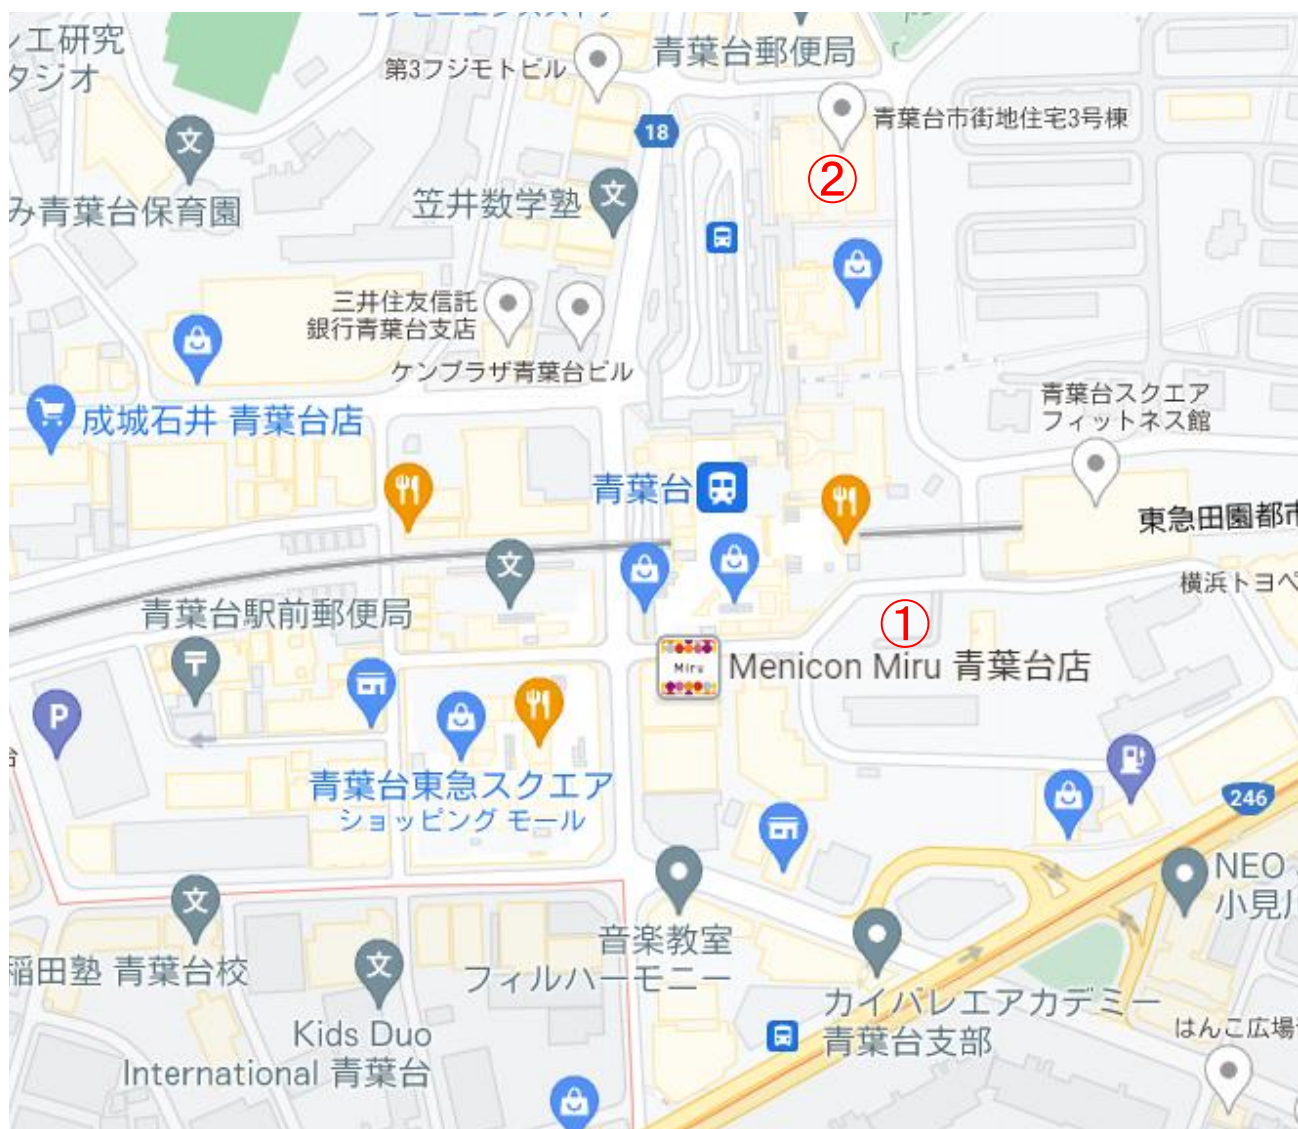 ン工研究
タジオ
青葉台郵便局
第3フジモトビル
18
青葉台市街地住宅3号棟
②
笠井数学塾
み青葉台保育園
三井住友信託
銀行青葉台支店
ケンプラザ青葉台ビル
青葉台スクエア
フィットネス館
成城石井 青葉台店
青葉台
東急田園都市
横浜トヨペ
青葉台駅前郵便局
①
Miru
Menicon Miru 青葉台店
P
青葉台東急スクエア
ショッピング モール
246
NEO
小見川
音楽教室
フィルハーモニー
稲田塾 青葉台校
カイバレエアカデミー
青葉台支部
Kids Duo
International 青葉台
はんこ広場